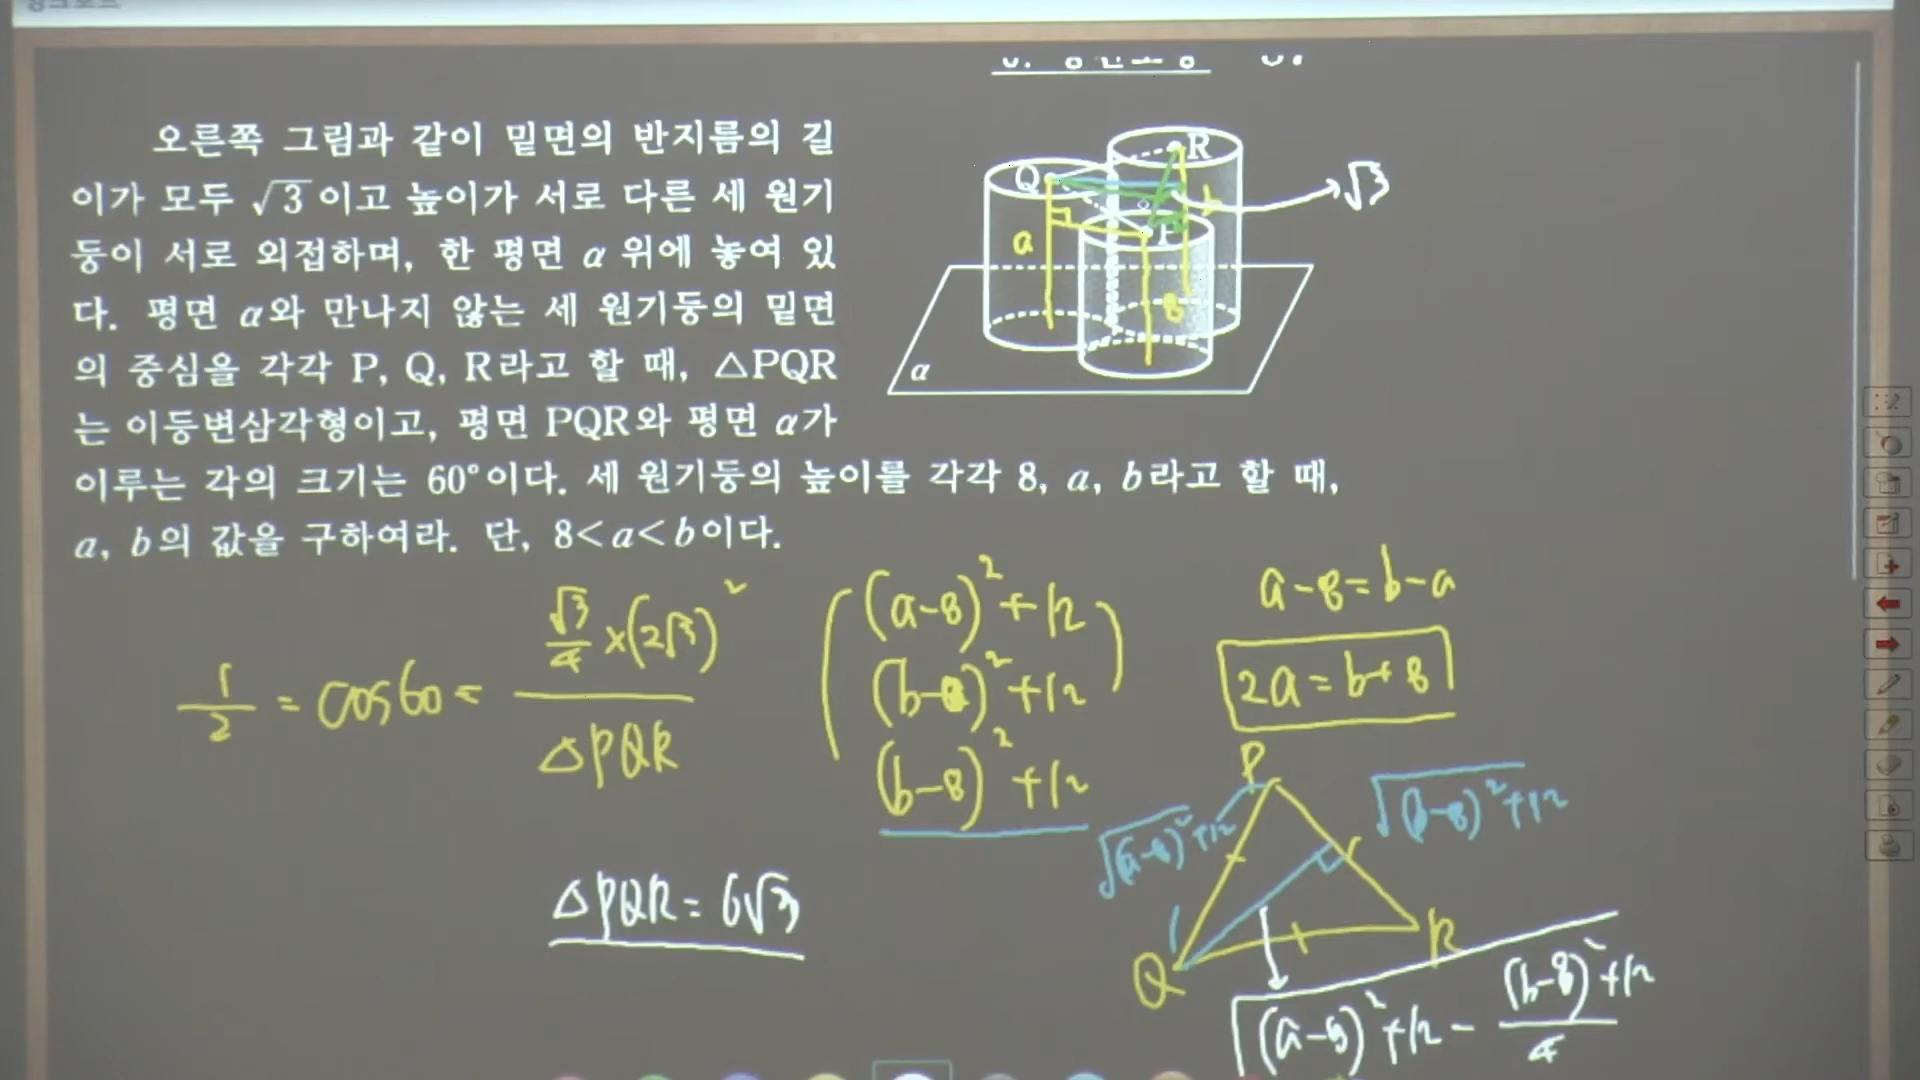 오른쪽 그림과 같이 밑면의 반지름의 길
이가 모두 √3이고 높이가 서로 다른 세 원기
둥이 서로 외접하며, 한 평면 α 위에 놓여 있
다. 평면 α와 만나지 않는 세 원기둥의 밑면
의 중심을 각각 P, Q, R라고 할 때, △PQR
는 이등변삼각형이고, 평면 PQR와 평면 α가
이루는 각의 크기는 60°이다. 세 원기둥의 높이를 각각 8, a, b라고 할 때,
a, b의 값을 구하여라. 단, 8<a<b이다.
R
Q
√3
b
P
a
8
α
1/2 = cos60 = (√3/4 ×(2√3)²)/△PQR
(a-8)²+12
(b-a)²+12
(b-8)²+12
a-8=b-a
2a=b+8
△PQR=6√3
P
√(a-8)²+12
√(b-8)²+12
Q
R
√(a-8)²+12 - ((b-8)²+12)/4